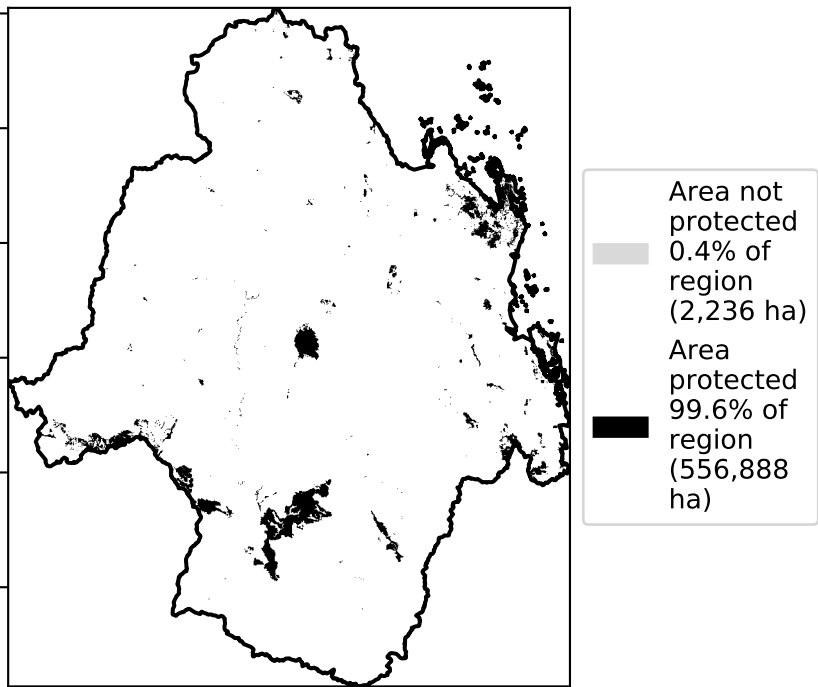 Area not
protected
0.4% of
region
(2,236 ha)
Area
protected
99.6% of
region
(556,888
ha)